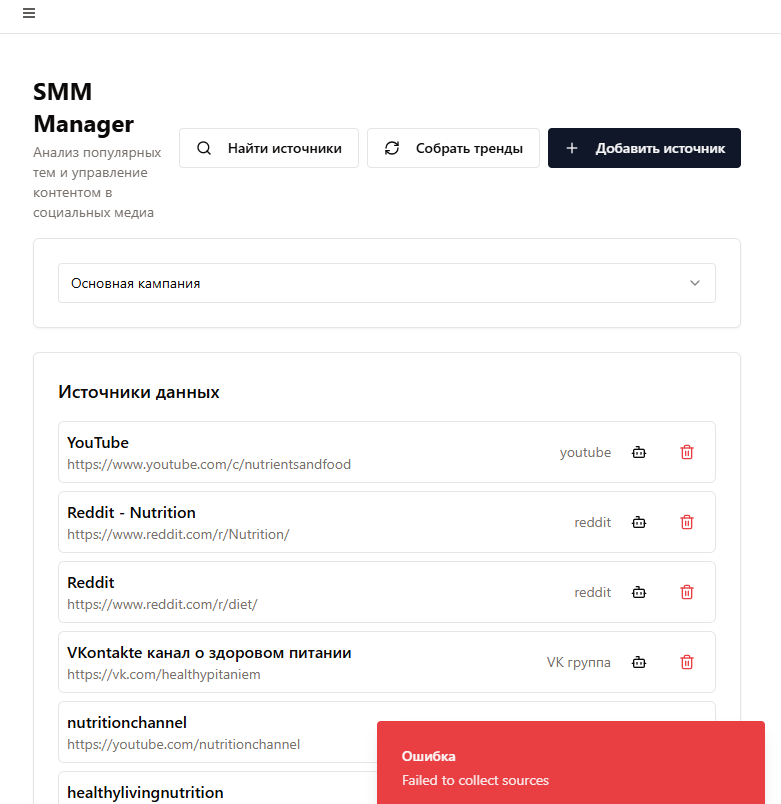 SMM
Manager
Анализ популярных
тем и управление
контентом в
социальных медиа
Найти источники
Собрать тренды
Добавить источник
Основная кампания
Источники данных
YouTube
https://www.youtube.com/c/nutrientsandfood
youtube
Reddit - Nutrition
https://www.reddit.com/r/Nutrition/
reddit
Reddit
https://www.reddit.com/r/diet/
reddit
VKontakte канал о здоровом питании
https://vk.com/healthypitaniem
VK группа
nutritionchannel
https://youtube.com/nutritionchannel
healthylivingnutrition
Ошибка
Failed to collect sources